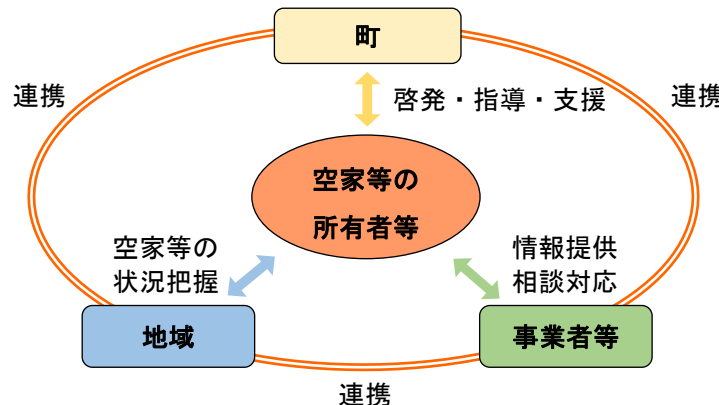 町
連携
連携
啓発・指導・支援
空家等の
所有者等
空家等の
状況把握
情報提供
相談対応
地域
事業者等
連携